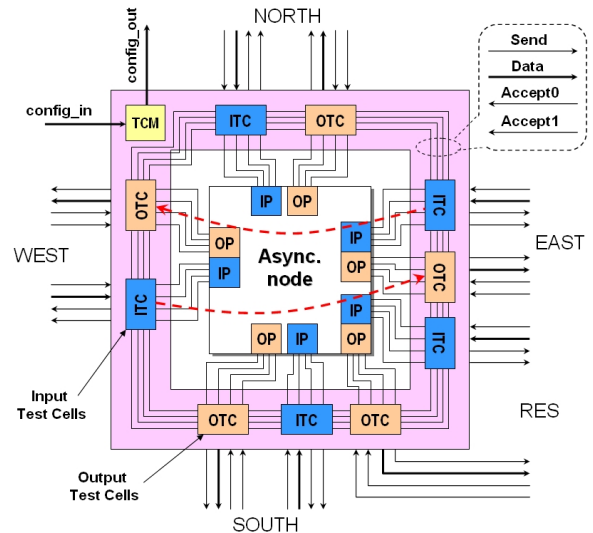 NORTH
config_out
config_in
TCM
ITC
OTC
Send
Data
Accept0
Accept1
IP
OP
OTC
ITC
OP
IP
IP
OP
WEST
EAST
Async.
node
OTC
ITC
IP
OP
IP
OP
ITC
Input
Test Cells
RES
OTC
ITC
OTC
Output
Test Cells
SOUTH